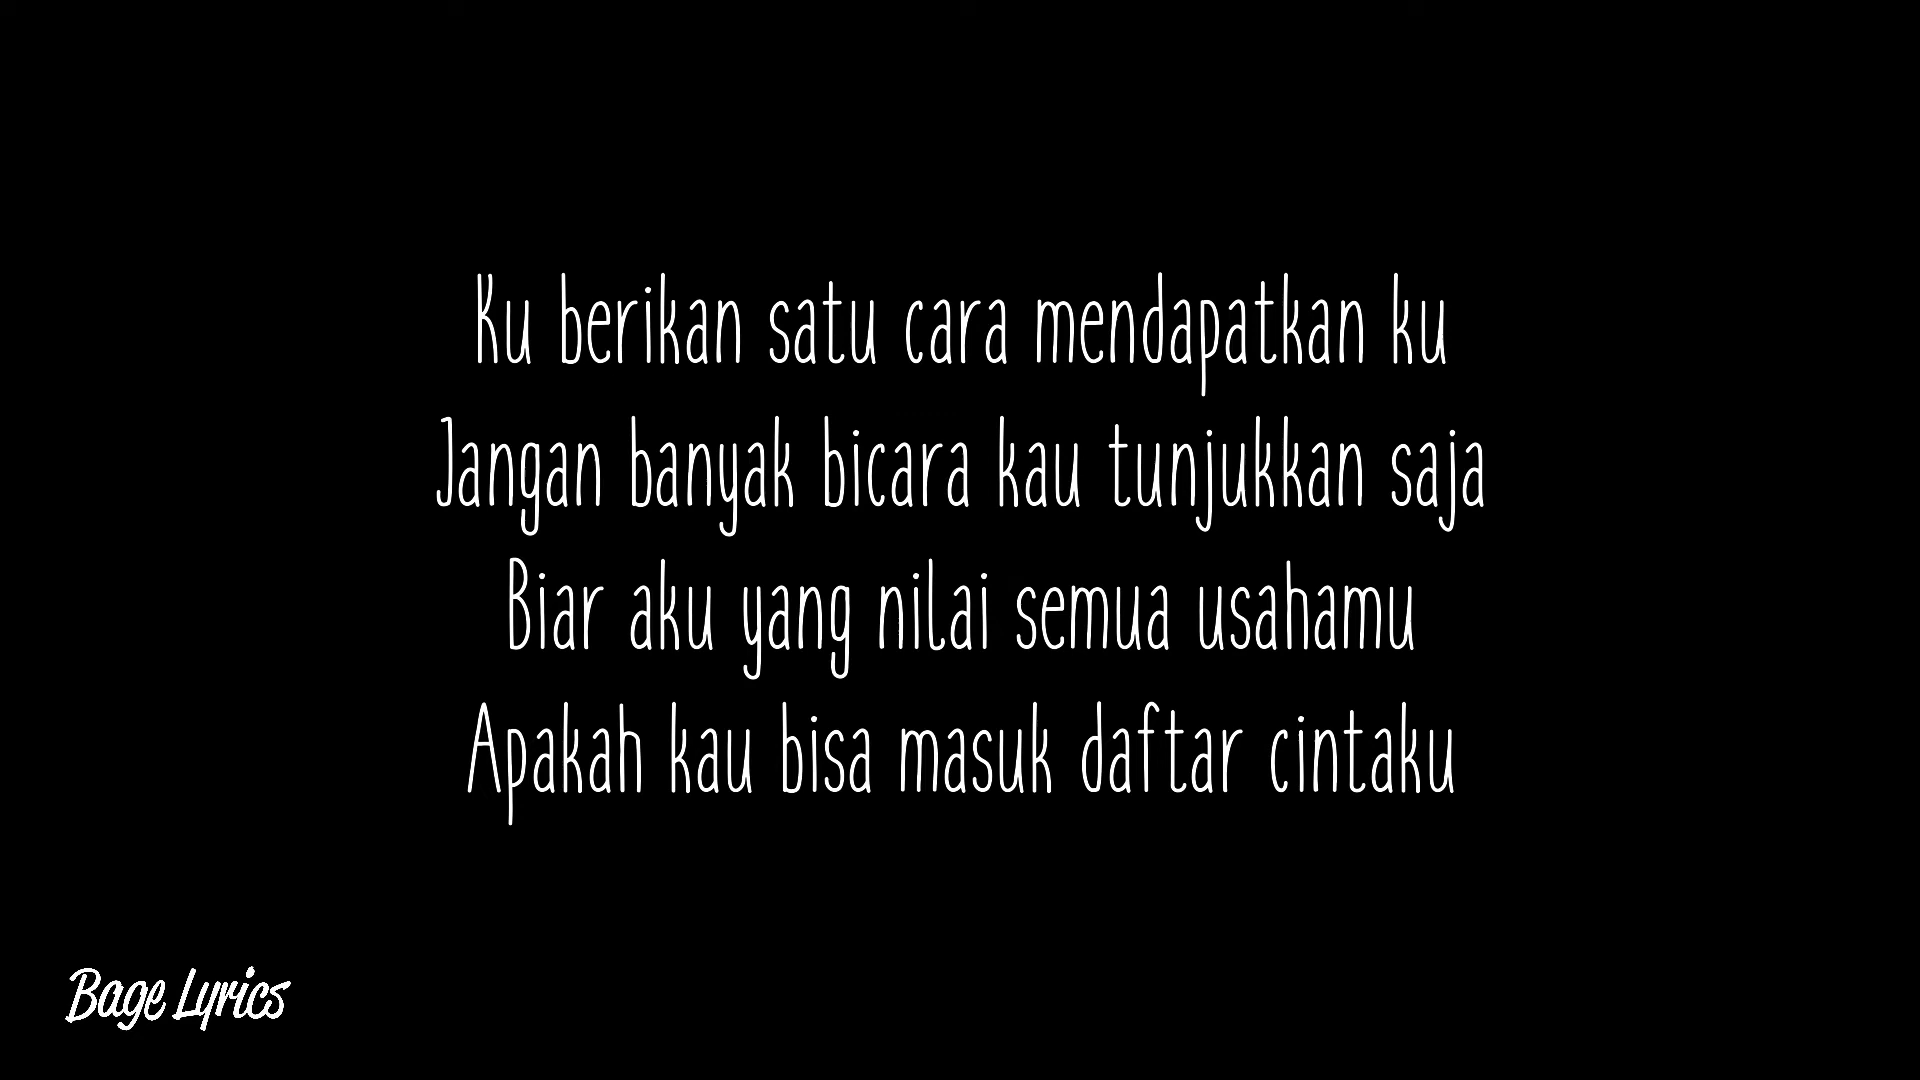 Ku berikan satu cara mendapatkan ku
Jangan banyak bicara kau tunjukkan saja
Biar aku yang nilai semua usahamu
Apakah kau bisa masuk daftar cintaku
Bage Lyrics